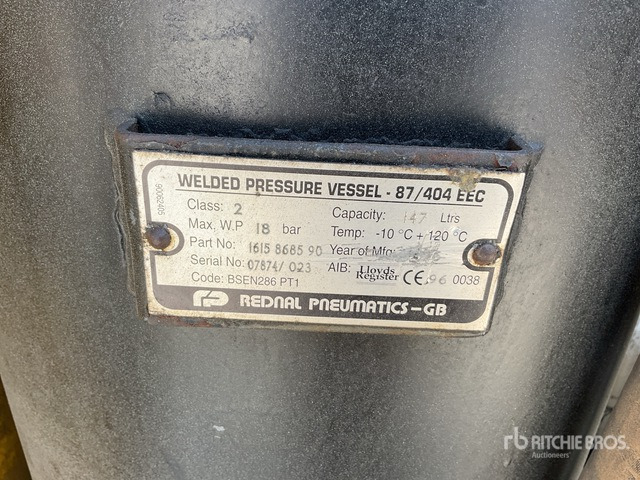 90062405
WELDED PRESSURE VESSEL - 87/404 EEC
Class: 2 Capacity: 147 Ltrs
Max. W.P 18 bar Temp: -10 °C + 120 °C
Part No: 1615 8685 90 Year of Mfg:
Serial No: 07874/ 023 AIB: Lloyds Register CE 96 0038
Code: BSEN286 PT1
REDNAL PNEUMATICS-GB
rb RITCHIE BROS.
Auctioneers